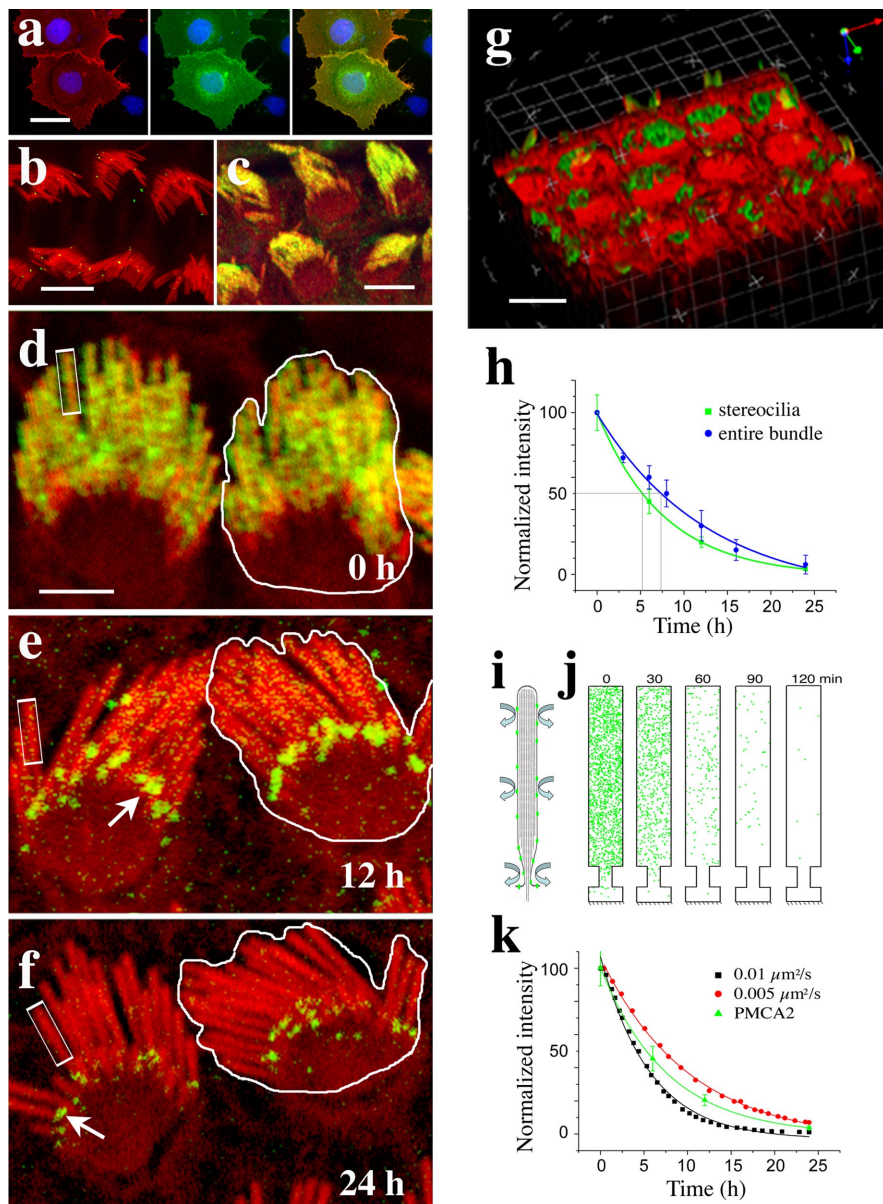 a
b
c
d
0 h
e
12 h
f
24 h
g
h
Normalized intensity
100
50
0
stereocilia
entire bundle
0 5 10 15 20 25
Time (h)
i
j
0 30 60 90 120 min
k
Normalized intensity
100
50
0
0.01 μm²/s
0.005 μm²/s
PMCA2
0 5 10 15 20 25
Time (h)